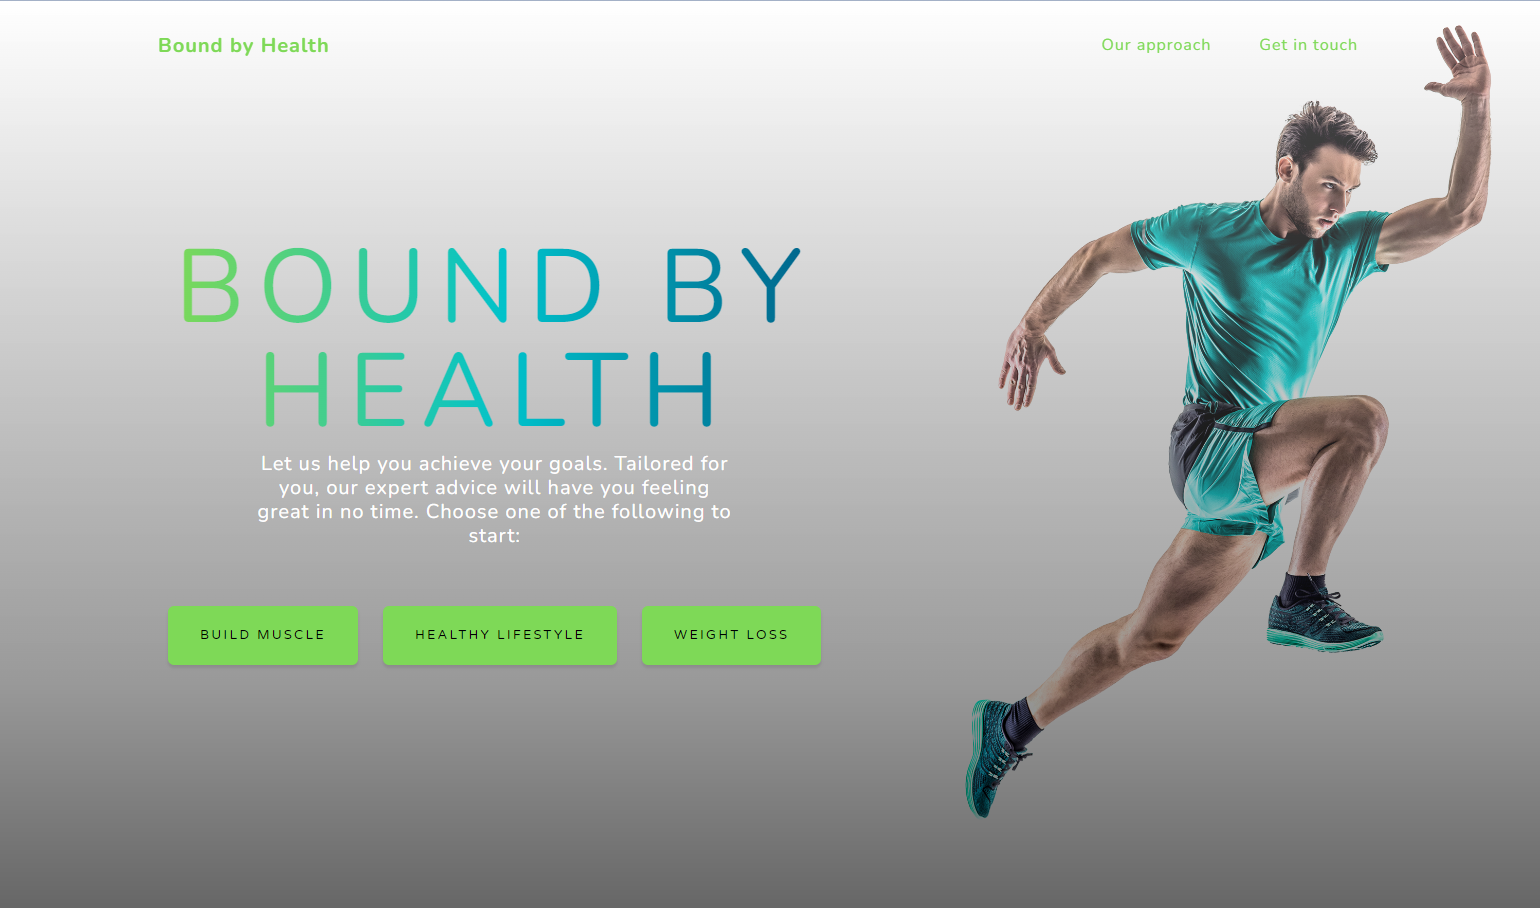 Bound by Health
Our approach
Get in touch
BOUND BY
HEALTH
Let us help you achieve your goals. Tailored for
you, our expert advice will have you feeling
great in no time. Choose one of the following to
start:
BUILD MUSCLE
HEALTHY LIFESTYLE
WEIGHT LOSS